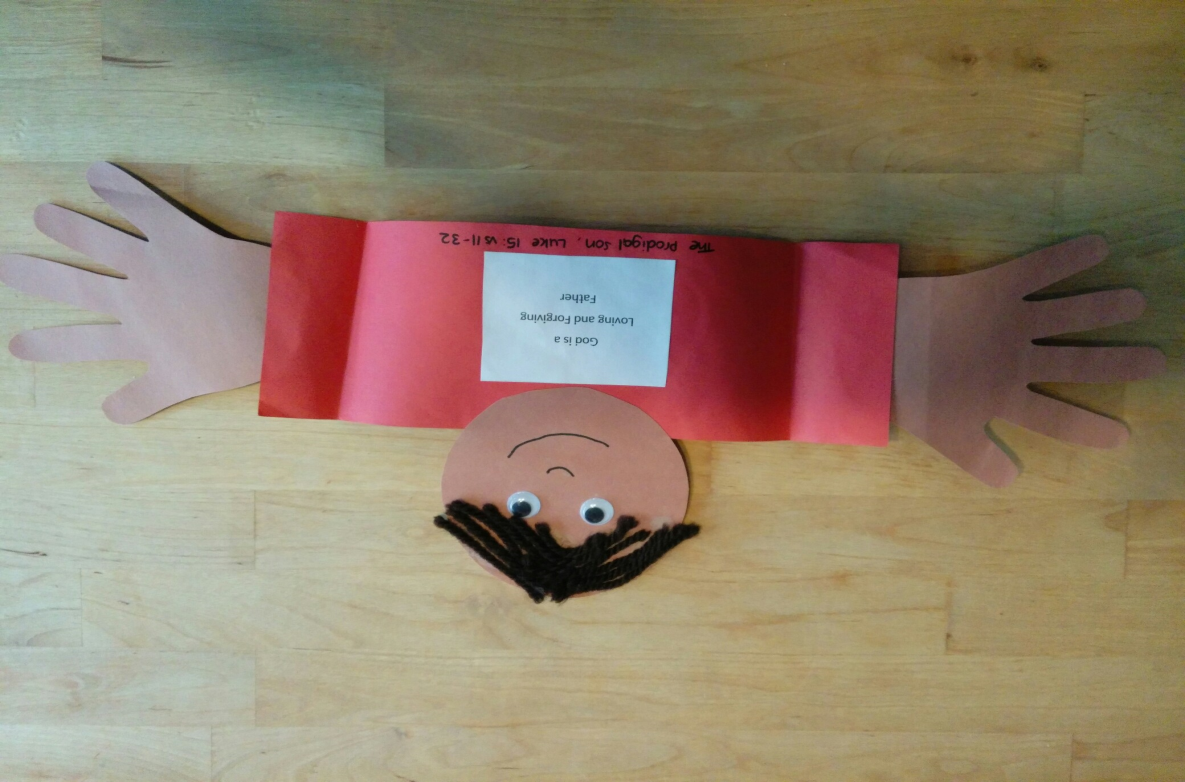 God is a
Loving and Forgiving
Father
The Prodigal son, Luke 15: vs 11-32